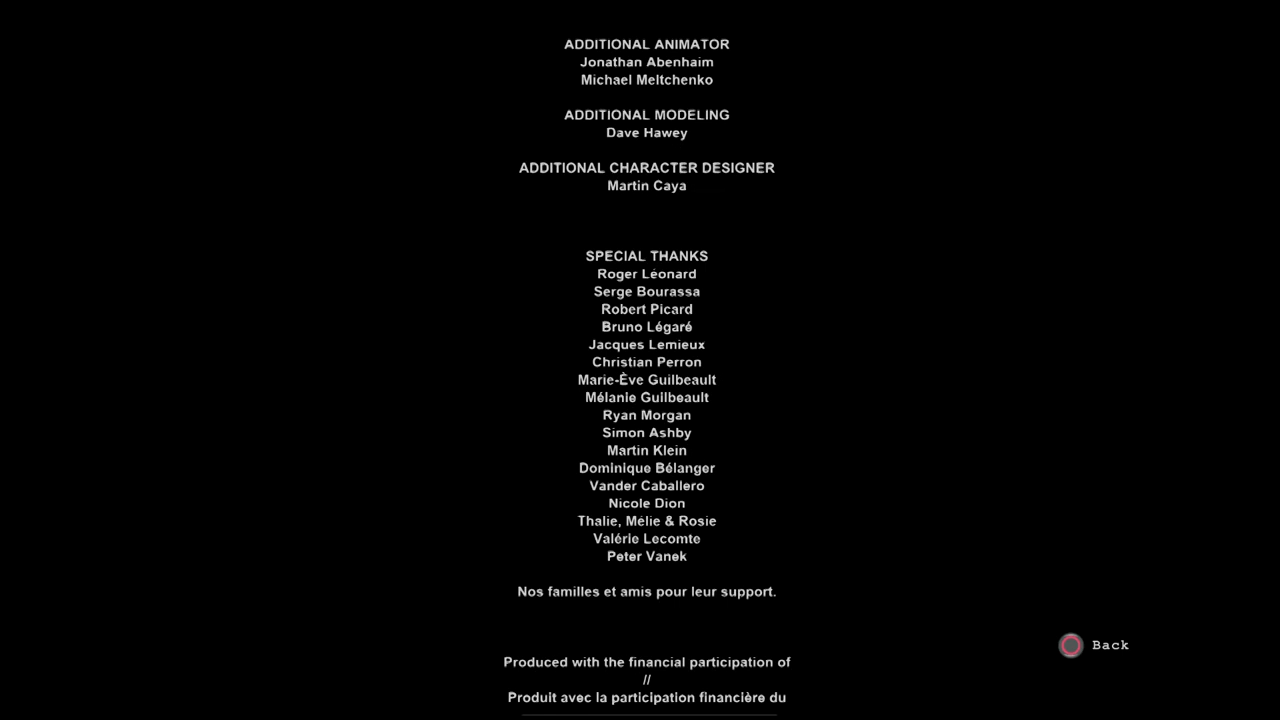 ADDITIONAL ANIMATOR
Jonathan Abenhaim
Michael Meltchenko
ADDITIONAL MODELING
Dave Hawey
ADDITIONAL CHARACTER DESIGNER
Martin Caya
SPECIAL THANKS
Roger Léonard
Serge Bourassa
Robert Picard
Bruno Légaré
Jacques Lemieux
Christian Perron
Marie-Ève Guilbeault
Mélanie Guilbeault
Ryan Morgan
Simon Ashby
Martin Klein
Dominique Bélanger
Vander Caballero
Nicole Dion
Thalie, Mélie & Rosie
Valérie Lecomte
Peter Vanek
Nos familles et amis pour leur support.
Back
Produced with the financial participation of
//
Produit avec la participation financière du